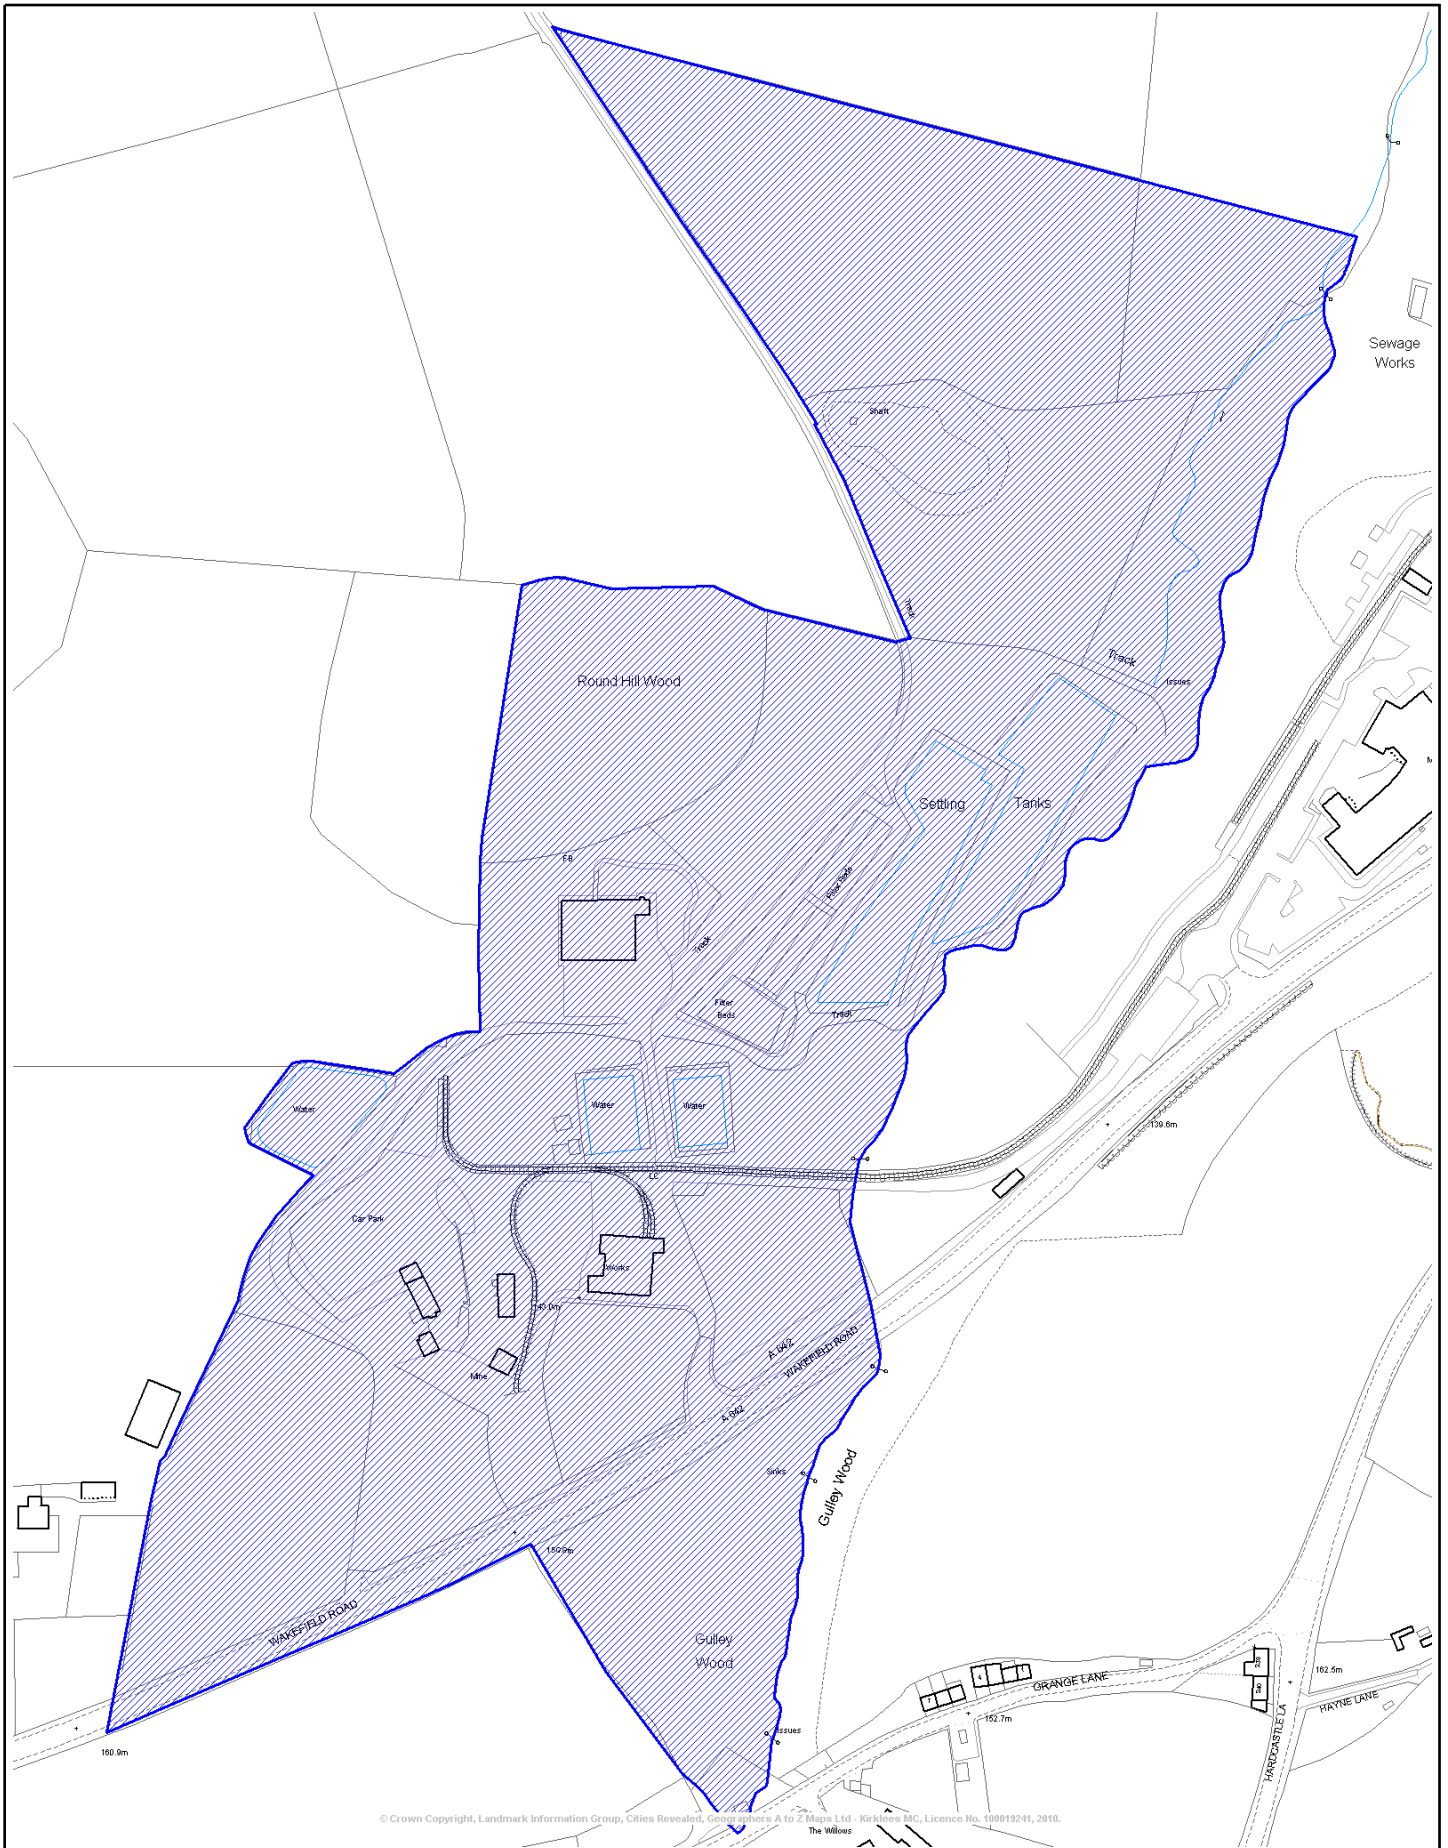 Sewage
Works
Shaft
Track
Track
Issues
Round Hill Wood
Settling
Tanks
FB
Filter Beds
Track
Filter
Beds
Track
Water
Water
Water
139.6m
LC
Car Park
Works
Mine
A 642
WAKEFIELD ROAD
A 642
Sinks
Gulley Wood
150.9m
WAKEFIELD ROAD
Gulley
Wood
GRANGE LANE
162.5m
HAYNE LANE
152.7m
HARDCASTLE LA
Issues
160.9m
© Crown Copyright, Landmark Information Group, Cities Revealed, Geographers A to Z Maps Ltd - Kirklees MC, Licence No. 100019241, 2010.
The Willows